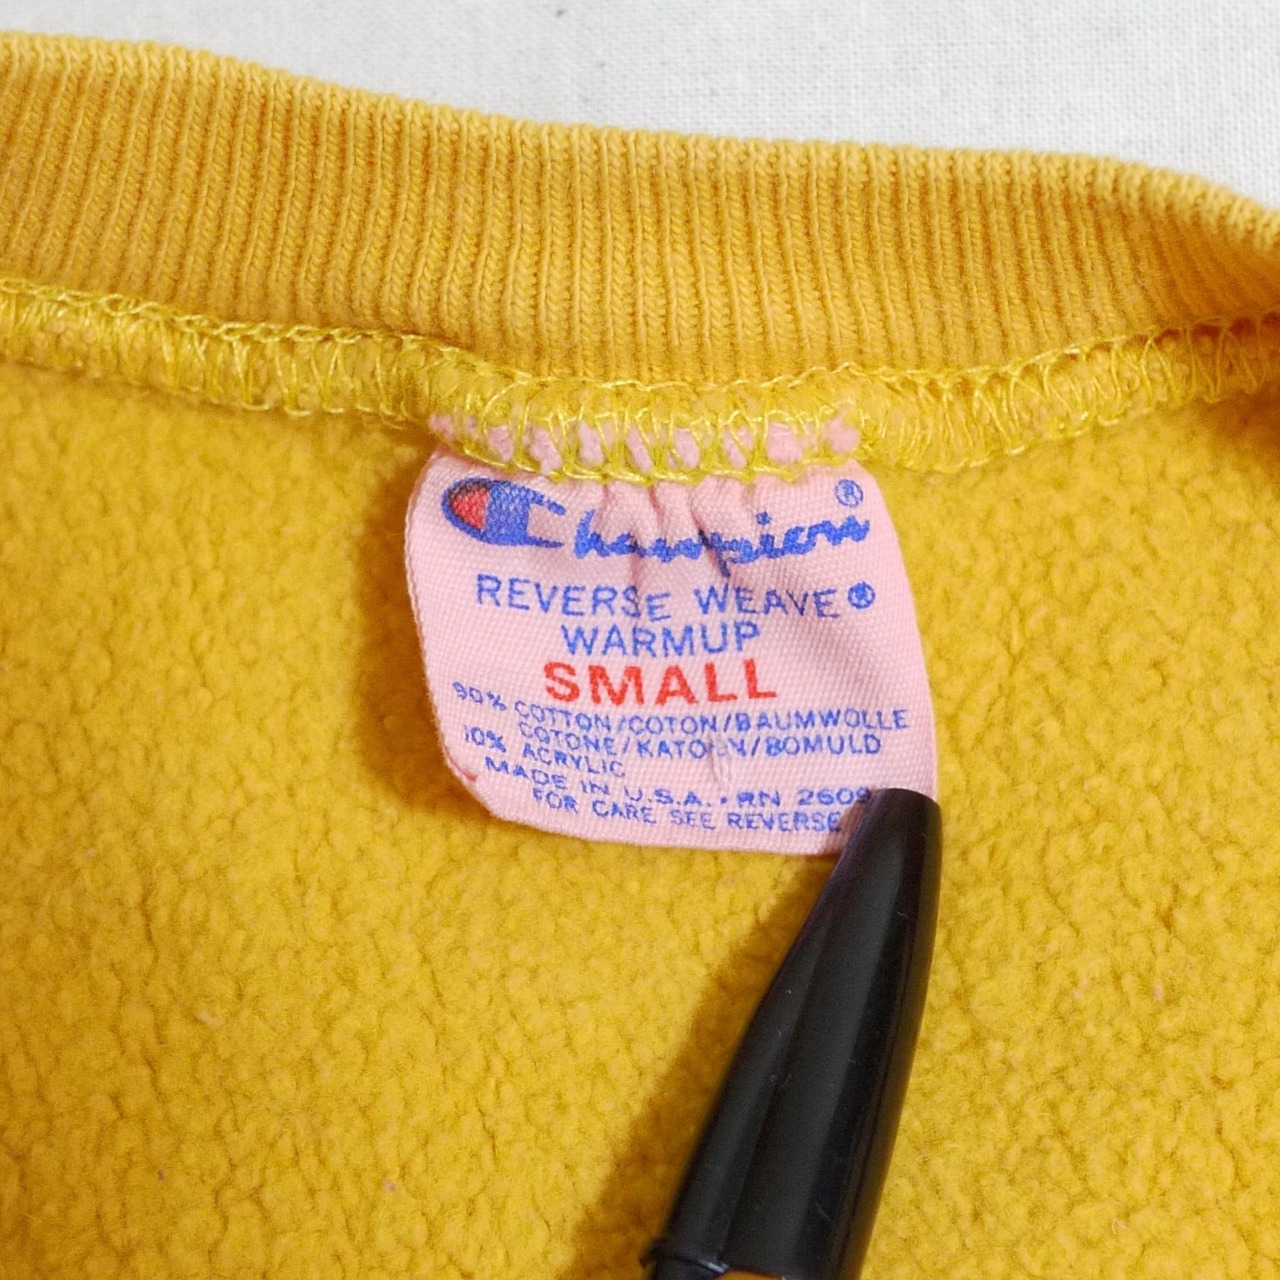 Champion®
REVERSE WEAVE®
WARMUP
SMALL
90% COTTON/COTON/BAUMWOLLE
COTONE/KATOEN/BOMULD
10% ACRYLIC
MADE IN U.S.A. • RN 2609
FOR CARE SEE REVERSE